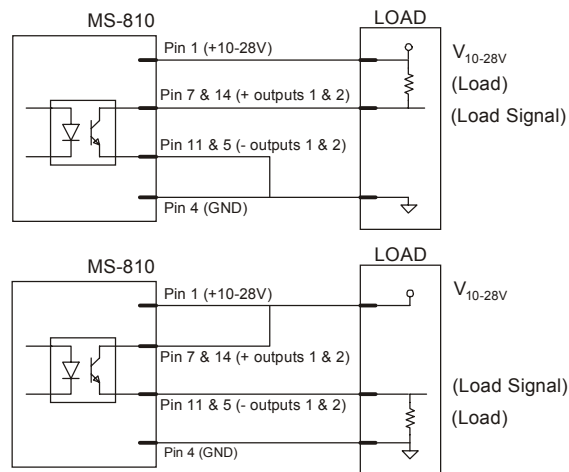 MS-810
LOAD
Pin 1 (+10-28V)
V10-28V
(Load)
Pin 7 & 14 (+ outputs 1 & 2)
(Load Signal)
Pin 11 & 5 (- outputs 1 & 2)
Pin 4 (GND)
MS-810
LOAD
Pin 1 (+10-28V)
V10-28V
Pin 7 & 14 (+ outputs 1 & 2)
(Load Signal)
Pin 11 & 5 (- outputs 1 & 2)
(Load)
Pin 4 (GND)